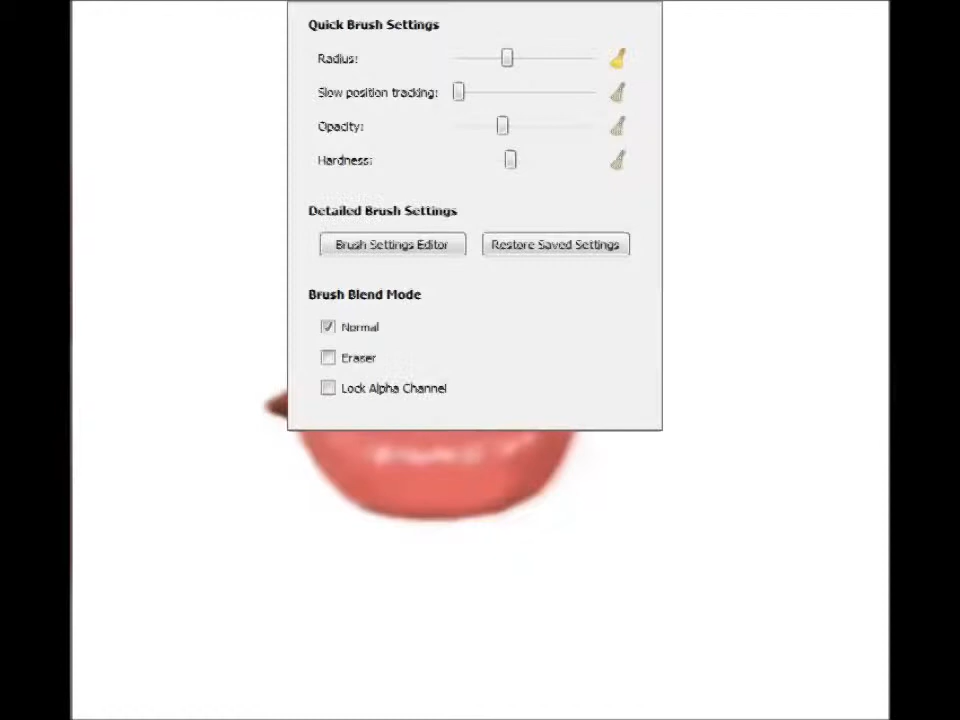 Quick Brush Settings
Radius:
Slow position tracking:
Opacity:
Hardness:
Detailed Brush Settings
Brush Settings Editor Restore Saved Settings
Brush Blend Mode
Normal
Eraser
Lock Alpha Channel